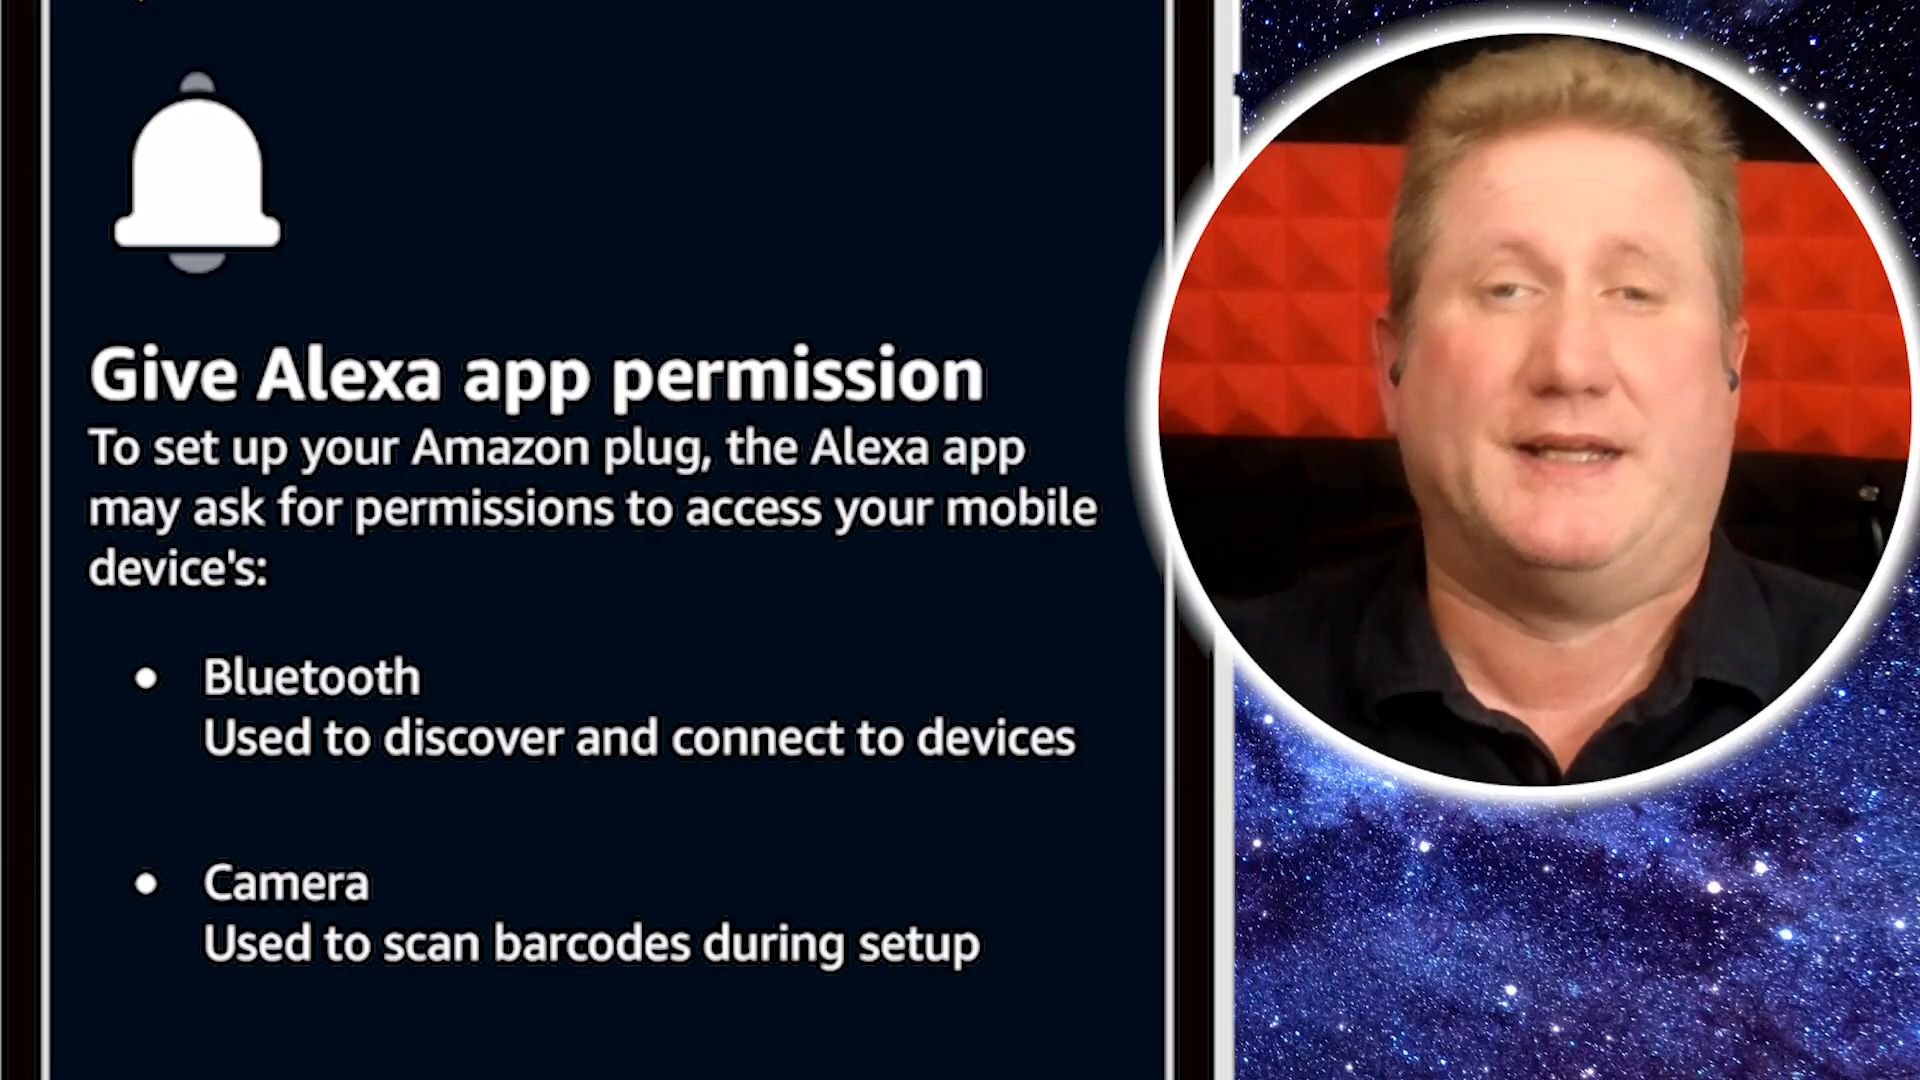 Give Alexa app permission
To set up your Amazon plug, the Alexa app
may ask for permissions to access your mobile
device's:
Bluetooth
Used to discover and connect to devices
Camera
Used to scan barcodes during setup